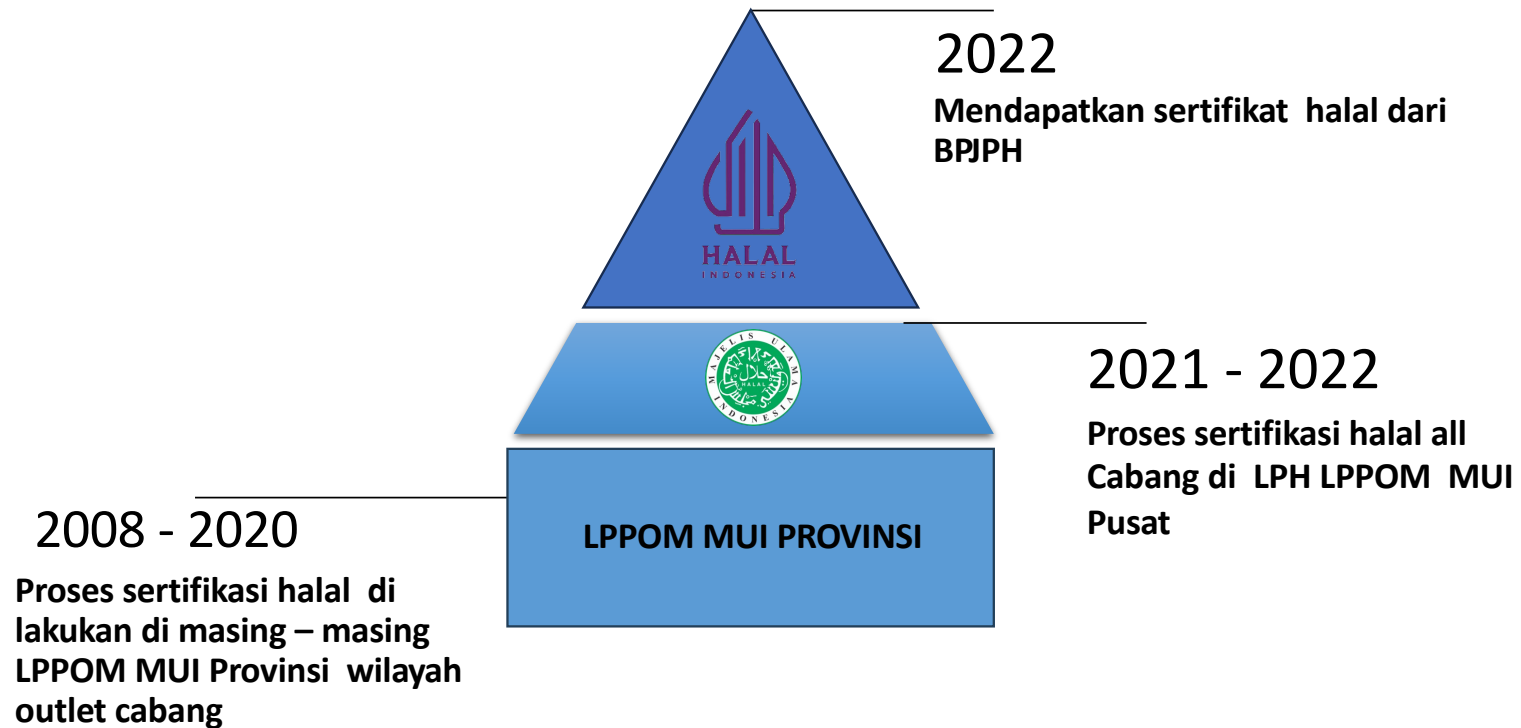 2022
Mendapatkan sertifikat halal dari
BPJPH
HALAL
INDONESIA
MAJELIS ULAMA
INDONESIA
حلال
HALAL
2021 - 2022
Proses sertifikasi halal all
Cabang di LPH LPPOM MUI
Pusat
LPPOM MUI PROVINSI
2008 - 2020
Proses sertifikasi halal di
lakukan di masing – masing
LPPOM MUI Provinsi wilayah
outlet cabang